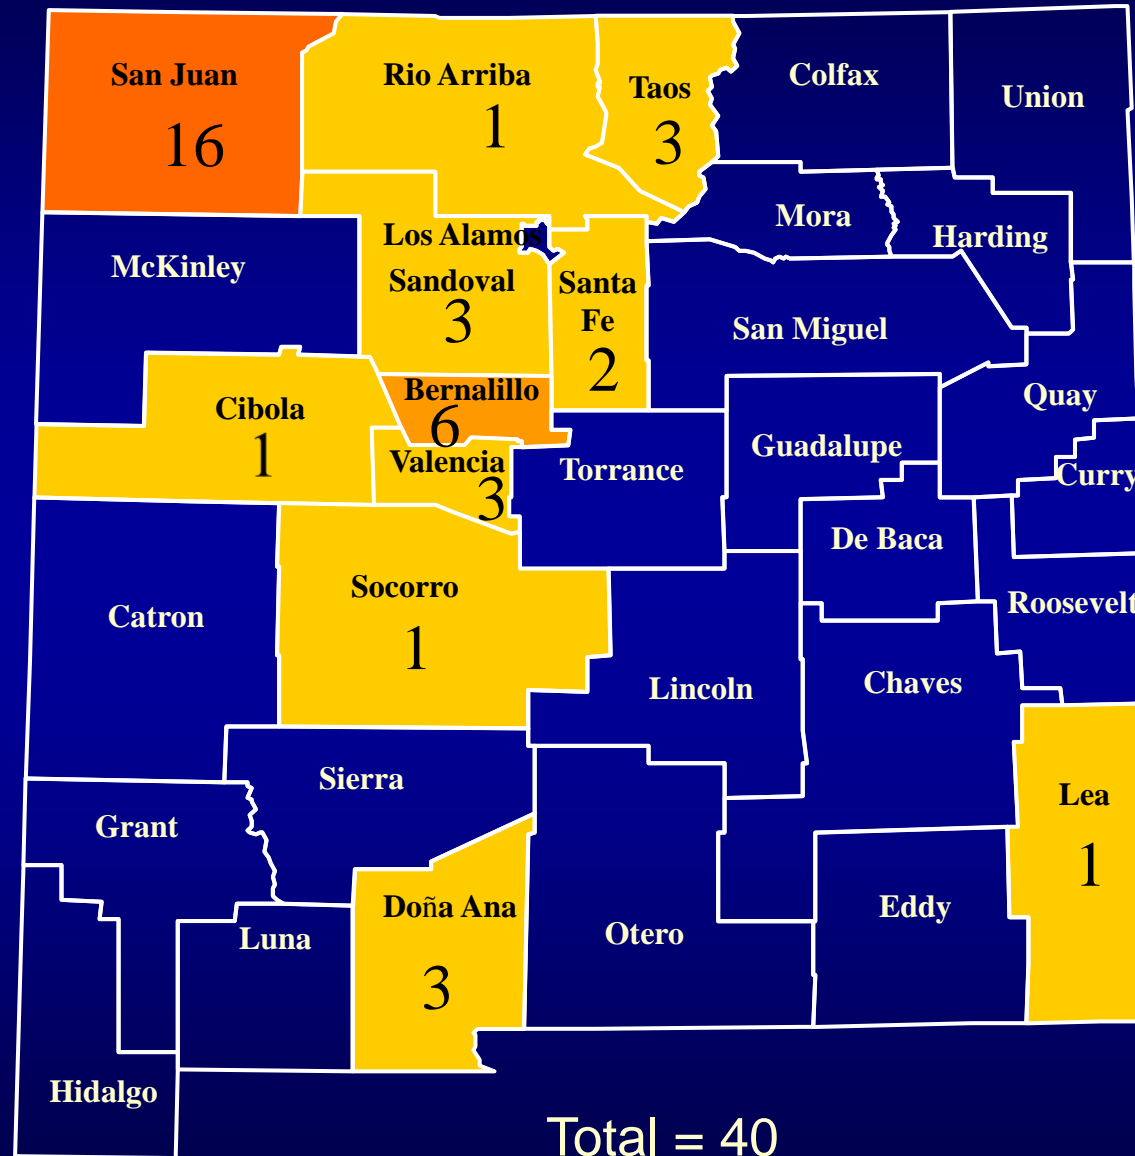 San Juan
16
Rio Arriba
1
Taos
3
Colfax
Union
Mora
Harding
Los Alamos
McKinley
Sandoval
3
Santa
Fe
2
San Miguel
Bernalillo
6
Cibola
1
Quay
Guadalupe
Valencia
3
Torrance
Curry
De Baca
Socorro
1
Catron
Roosevelt
Lincoln
Chaves
Sierra
Lea
1
Grant
Doña Ana
3
Eddy
Otero
Luna
Hidalgo
Total = 40